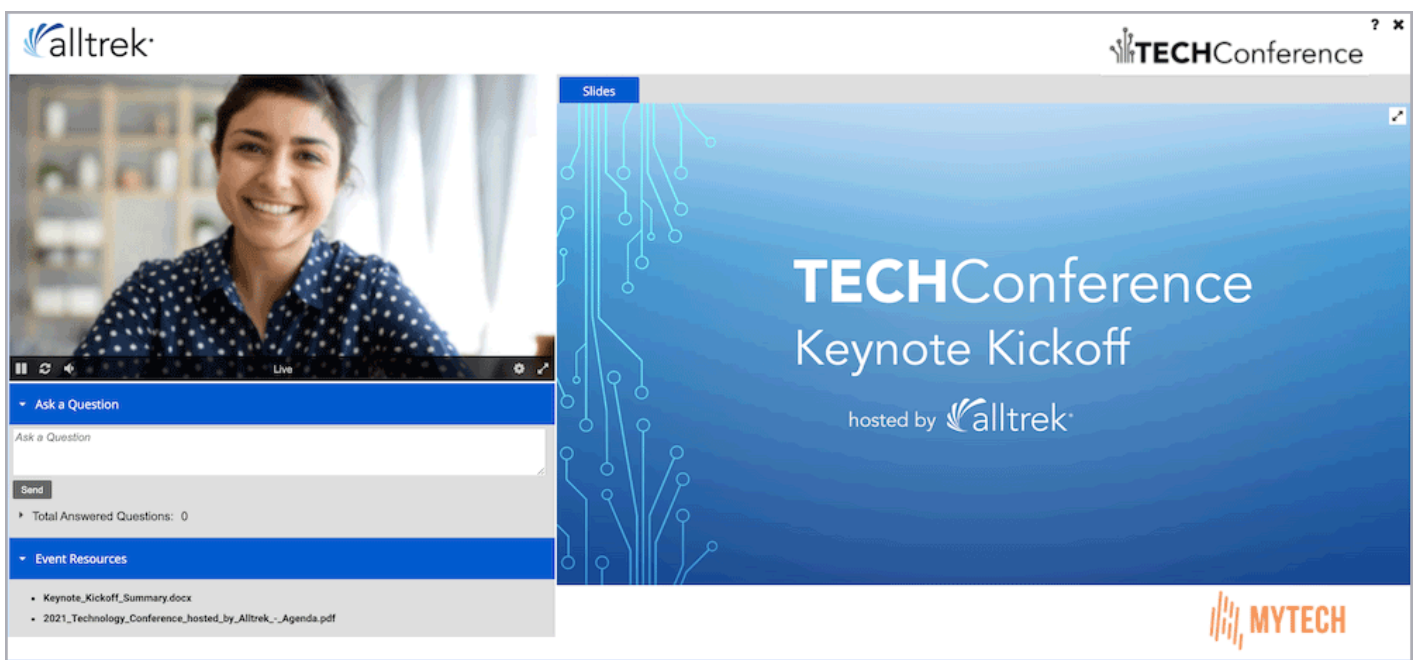 alltrek
TECHConference
? ✖
Slides
TECHConference
Keynote Kickoff
hosted by alltrek
Live
Ask a Question
Ask a Question
Send
Total Answered Questions: 0
Event Resources
Keynote_Kickoff_Summary.docx
2021_Technology_Conference_hosted_by_Alltrek_-_Agenda.pdf
MYTECH